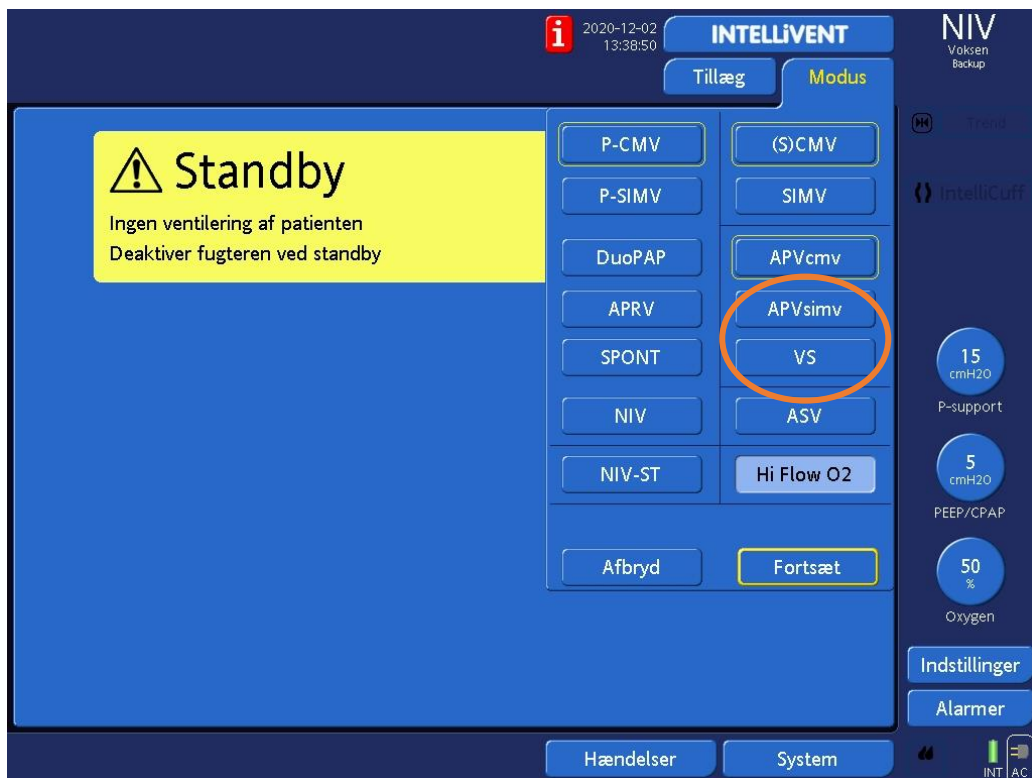 i
2020-12-02
13:38:50
INTELLiVENT
NIV
Voksen
Backup
Tillæg
Modus
Standby
Ingen ventilering af patienten
Deaktiver fugteren ved standby
P-CMV
(S)CMV
P-SIMV
SIMV
DuoPAP
APVcmv
APRV
APVsimv
SPONT
VS
NIV
ASV
NIV-ST
Hi Flow O2
Afbryd
Fortsæt
Trend
IntelliCuff
15
cmH2O
P-support
5
cmH2O
PEEP/CPAP
50
%
Oxygen
Indstillinger
Alarmer
Hændelser
System
INT
AC